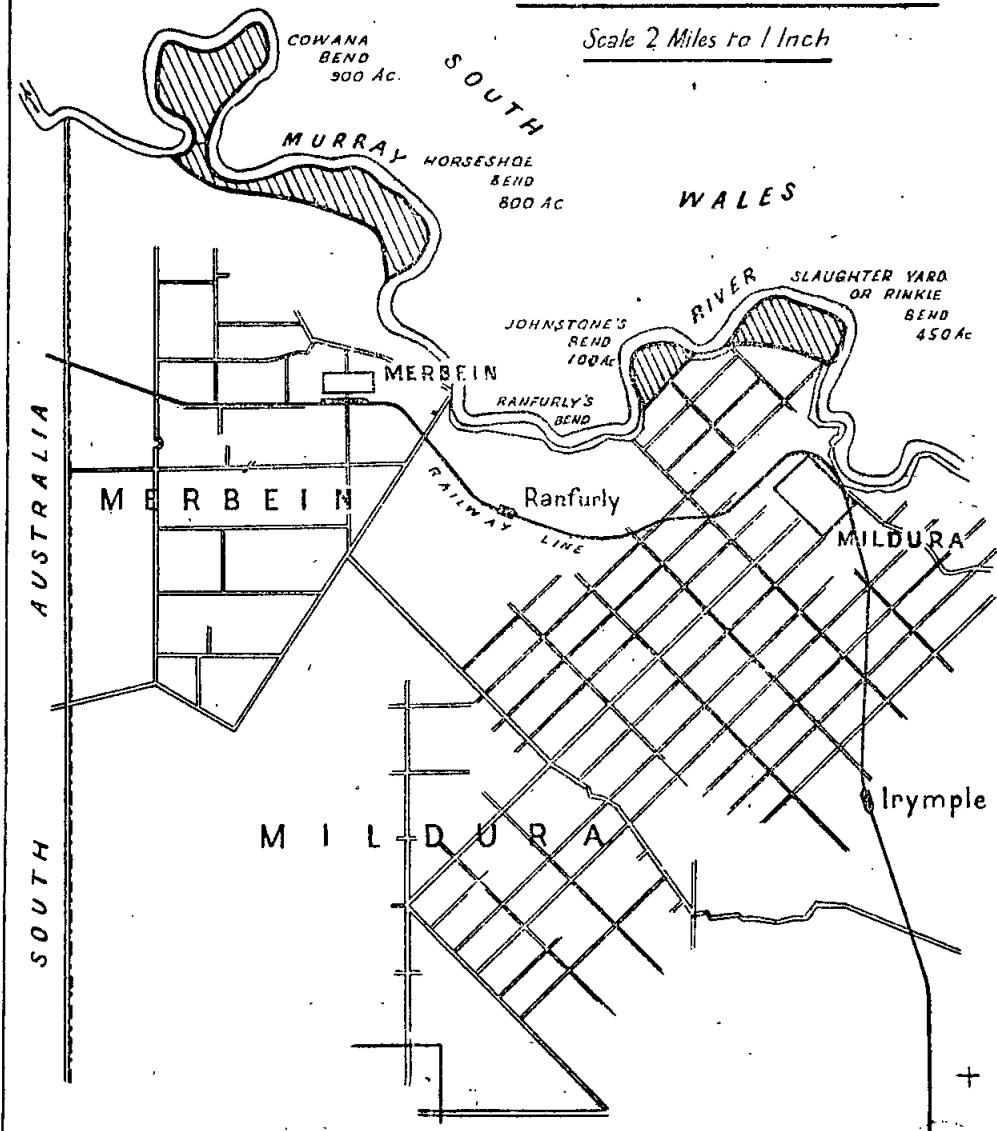 Scale 2 Miles to 1 Inch
COWANA
BEND
900 Ac.
SOUTH
WALES
MURRAY
RIVER
HORSESHOE
BEND
800 Ac
SLAUGHTER YARD
OR RINKIE
BEND
450 Ac
JOHNSTONE'S
BEND
100 Ac
RANFURLY'S
BEND
MERBEIN
MERBEIN
Ranfurly
RAILWAY LINE
MILDURA
SOUTH AUSTRALIA
MILDURA
Irymple